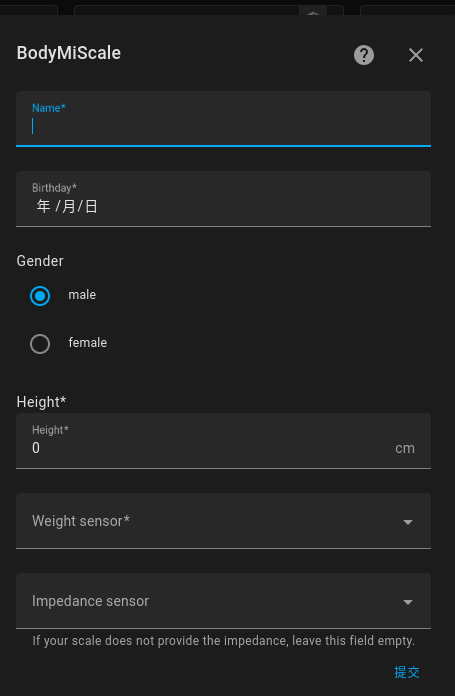 BodyMiScale
Name*
Birthday*
年 /月/日
Gender
male
female
Height*
Height*
0 cm
Weight sensor*
Impedance sensor
If your scale does not provide the impedance, leave this field empty.
提交